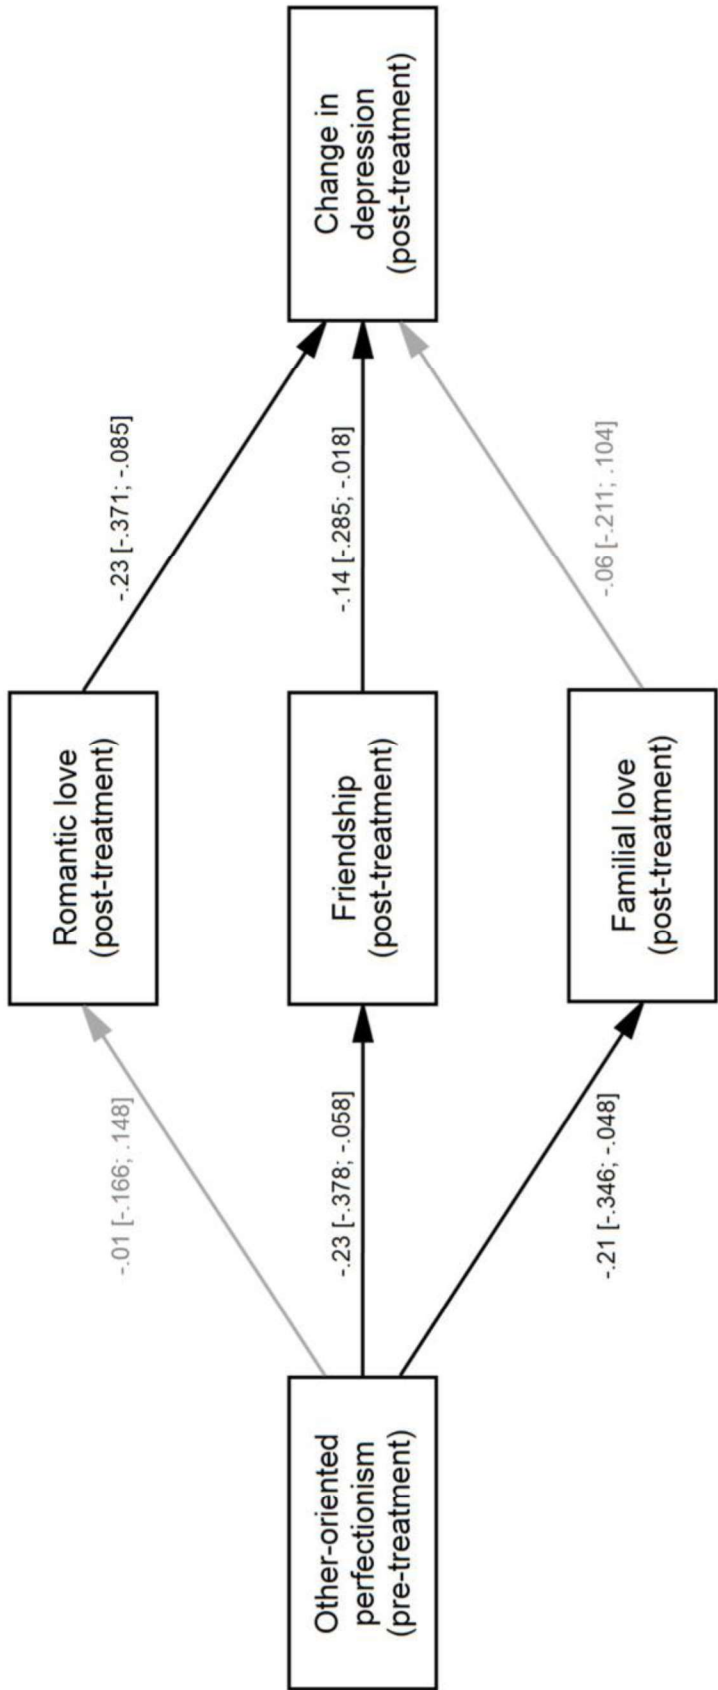 Other-oriented
perfectionism
(pre-treatment)
-.01 [-.166; .148]
-.23 [-.378; -.058]
-.21 [-.346; -.048]
Romantic love
(post-treatment)
Friendship
(post-treatment)
Familial love
(post-treatment)
-.23 [-.371; -.085]
-.14 [-.285; -.018]
-.06 [-.211; .104]
Change in
depression
(post-treatment)